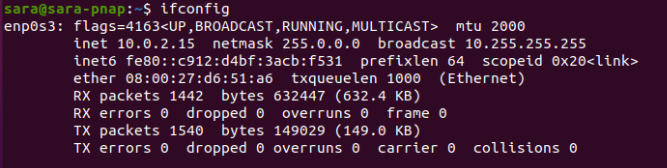 sara@sara-pnap:~$ ifconfig
enp0s3: flags=4163<UP,BROADCAST,RUNNING,MULTICAST>  mtu 2000
        inet 10.0.2.15  netmask 255.0.0.0  broadcast 10.255.255.255
        inet6 fe80::c912:d4bf:3acb:f531  prefixlen 64  scopeid 0x20<link>
        ether 08:00:27:d6:51:a6  txqueuelen 1000  (Ethernet)
        RX packets 1442  bytes 632447 (632.4 KB)
        RX errors 0  dropped 0  overruns 0  frame 0
        TX packets 1540  bytes 149029 (149.0 KB)
        TX errors 0  dropped 0 overruns 0  carrier 0  collisions 0